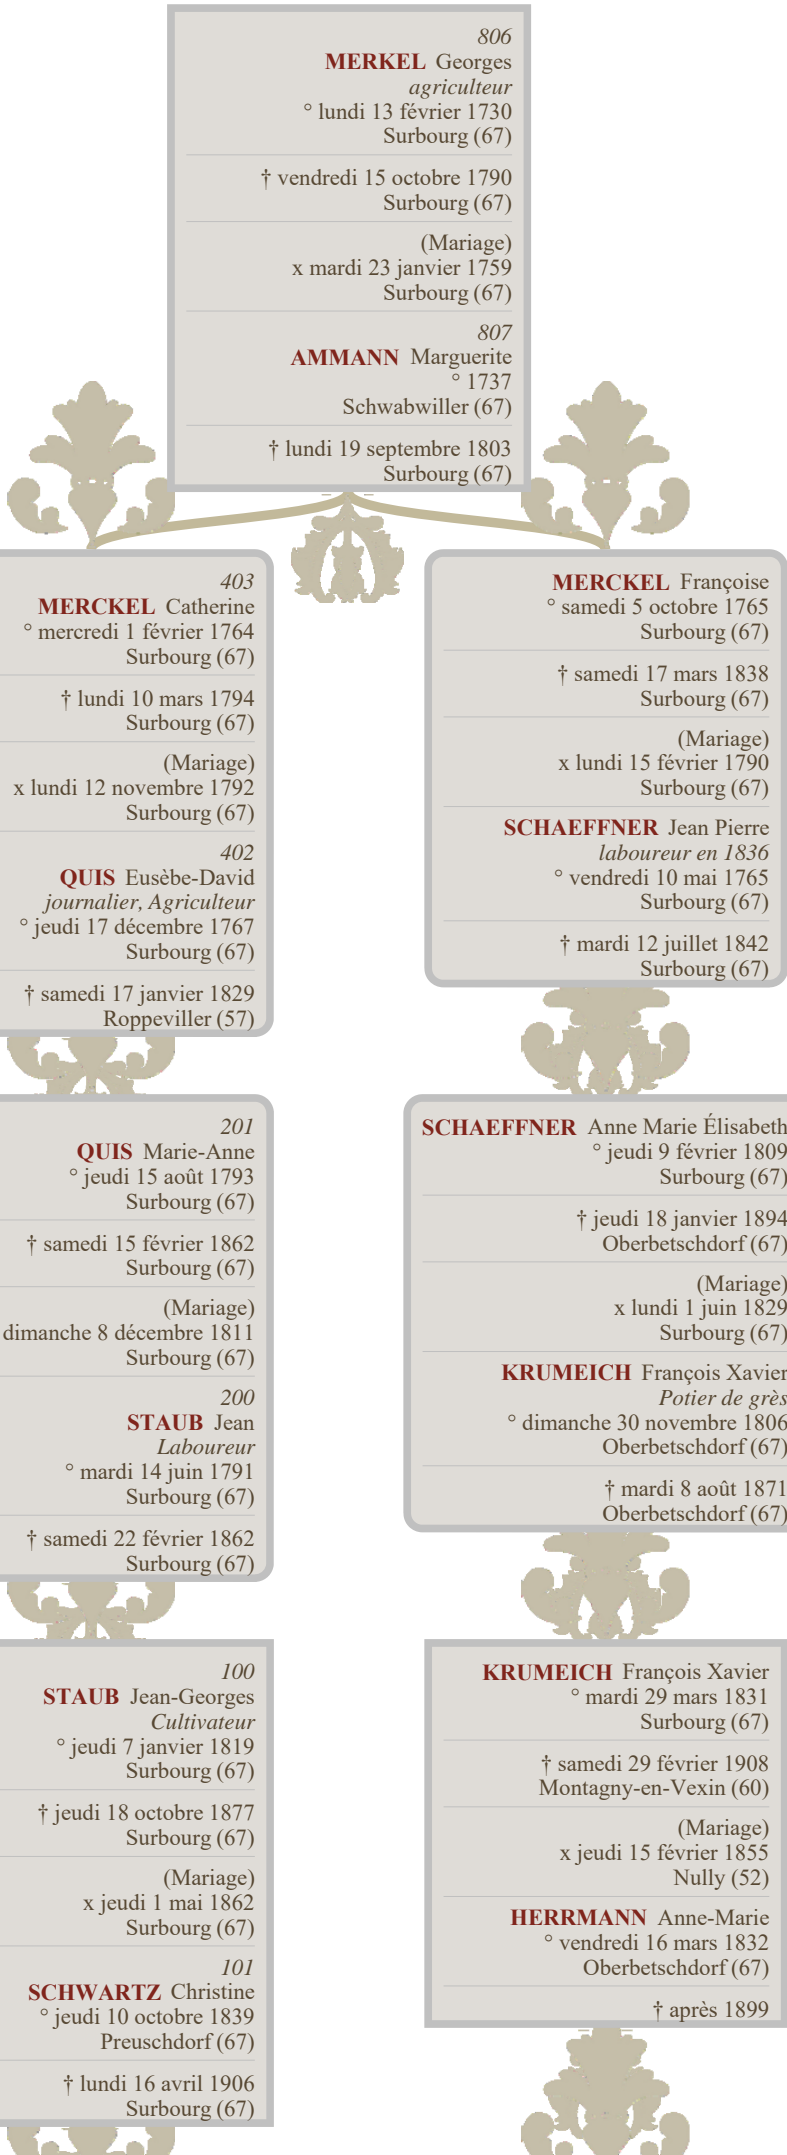 806
MERKEL Georges
agriculteur
° lundi 13 février 1730
Surbourg (67)
† vendredi 15 octobre 1790
Surbourg (67)
(Mariage)
x mardi 23 janvier 1759
Surbourg (67)
807
AMMANN Marguerite
° 1737
Schwabwiller (67)
† lundi 19 septembre 1803
Surbourg (67)
403
MERCKEL Catherine
° mercredi 1 février 1764
Surbourg (67)
† lundi 10 mars 1794
Surbourg (67)
(Mariage)
x lundi 12 novembre 1792
Surbourg (67)
402
QUIS Eusèbe-David
journalier, Agriculteur
° jeudi 17 décembre 1767
Surbourg (67)
† samedi 17 janvier 1829
Roppeviller (57)
MERCKEL Françoise
° samedi 5 octobre 1765
Surbourg (67)
† samedi 17 mars 1838
Surbourg (67)
(Mariage)
x lundi 15 février 1790
Surbourg (67)
SCHAEFFNER Jean Pierre
laboureur en 1836
° vendredi 10 mai 1765
Surbourg (67)
† mardi 12 juillet 1842
Surbourg (67)
201
QUIS Marie-Anne
° jeudi 15 août 1793
Surbourg (67)
† samedi 15 février 1862
Surbourg (67)
(Mariage)
dimanche 8 décembre 1811
Surbourg (67)
200
STAUB Jean
Laboureur
° mardi 14 juin 1791
Surbourg (67)
† samedi 22 février 1862
Surbourg (67)
SCHAEFFNER Anne Marie Élisabeth
° jeudi 9 février 1809
Surbourg (67)
† jeudi 18 janvier 1894
Oberbetschdorf (67)
(Mariage)
x lundi 1 juin 1829
Surbourg (67)
KRUMEICH François Xavier
Potier de grès
° dimanche 30 novembre 1806
Oberbetschdorf (67)
† mardi 8 août 1871
Oberbetschdorf (67)
100
STAUB Jean-Georges
Cultivateur
° jeudi 7 janvier 1819
Surbourg (67)
† jeudi 18 octobre 1877
Surbourg (67)
(Mariage)
x jeudi 1 mai 1862
Surbourg (67)
101
SCHWARTZ Christine
° jeudi 10 octobre 1839
Preuschdorf (67)
† lundi 16 avril 1906
Surbourg (67)
KRUMEICH François Xavier
° mardi 29 mars 1831
Surbourg (67)
† samedi 29 février 1908
Montagny-en-Vexin (60)
(Mariage)
x jeudi 15 février 1855
Nully (52)
HERRMANN Anne-Marie
° vendredi 16 mars 1832
Oberbetschdorf (67)
† après 1899